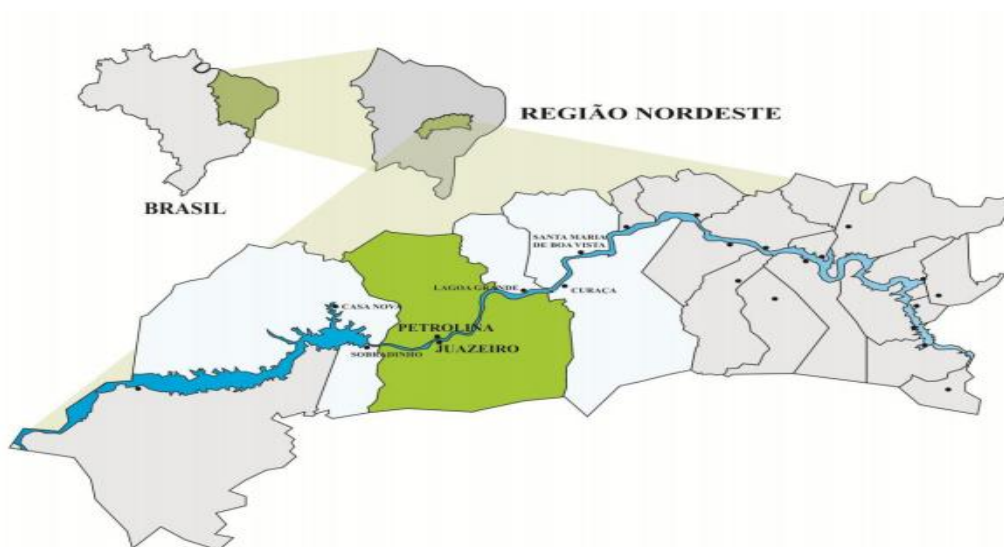 REGIÃO NORDESTE
BRASIL
SANTA MARIA
DE BOA VISTA
LAGOA GRANDE
CURAÇA
CASA NOVA
PETROLINA
SOBRADINHO
JUAZEIRO